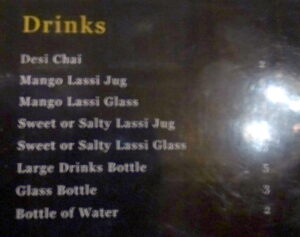 Drinks
Desi Chai 2
Mango Lassi Jug
Mango Lassi Glass
Sweet or Salty Lassi Jug
Sweet or Salty Lassi Glass
Large Drinks Bottle 5
Glass Bottle 3
Bottle of Water 2